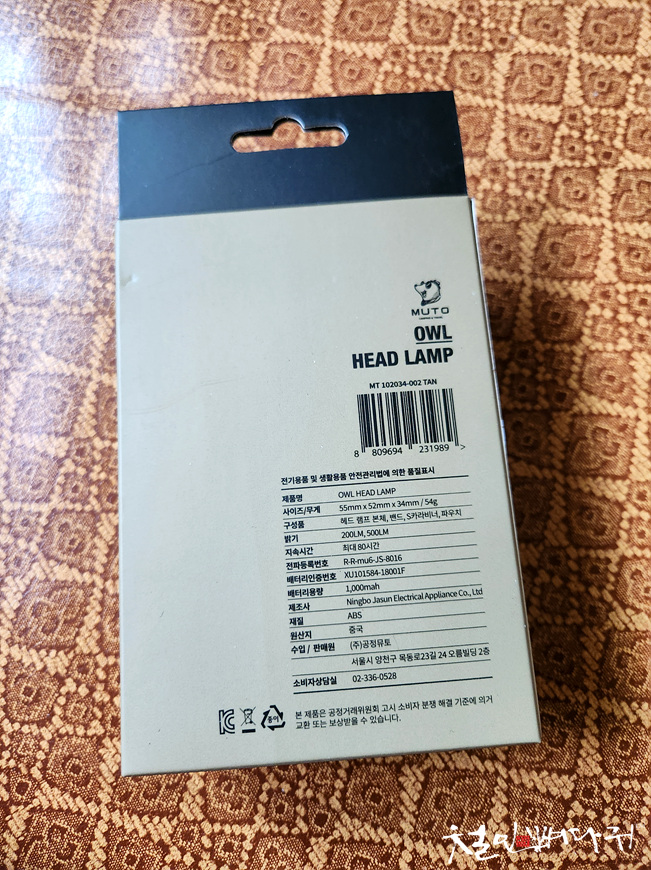 MUTO
OWL
HEAD LAMP
MT 102034-002 TAN
8 809694 231989 >
전기용품 및 생활용품 안전관리법에 의한 품질표시
제품명 OWL HEAD LAMP
사이즈/무게 55mm x 52mm x 34mm / 54g
구성품 헤드 램프 본체, 밴드, S카라비너, 파우치
밝기 200LM, 500LM
지속시간 최대 80시간
전파등록번호 R-R-mu6-JS-8016
배터리인증번호 XU101584-18001F
배터리용량 1,000mah
제조사 Ningbo Jasun Electrical Appliance Co., Ltd
재질 ABS
원산지 중국
수입 / 판매원 (주)공정뮤토
서울시 양천구 목동로23길 24 오름빌딩 2층
소비자상담실 02-336-0528
종이
본 제품은 공정거래위원회 고시 소비자 분쟁 해결 기준에 의거
교환 또는 보상받을 수 있습니다.